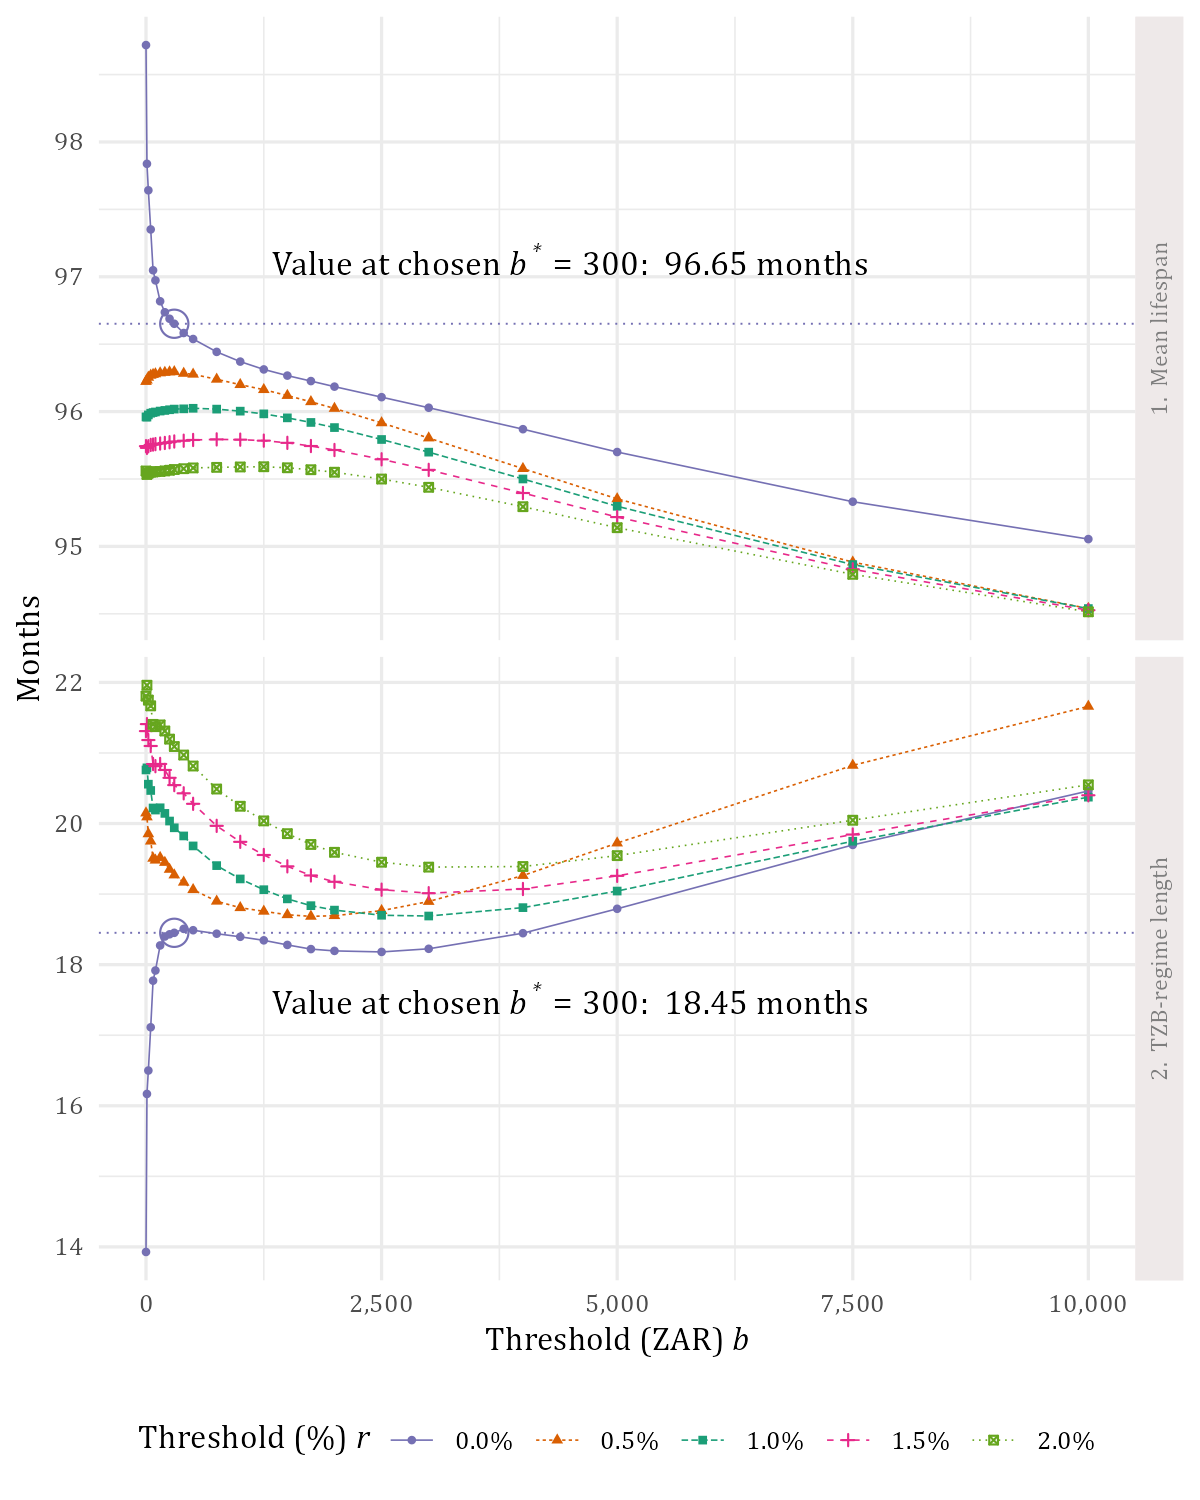 98
97
96
95
Value at chosen b* = 300: 96.65 months
1. Mean lifespan
Months
22
20
18
16
14
Value at chosen b* = 300: 18.45 months
2. TZB-regime length
0 2,500 5,000 7,500 10,000
Threshold (ZAR) b
Threshold (%) r 0.0% 0.5% 1.0% 1.5% 2.0%